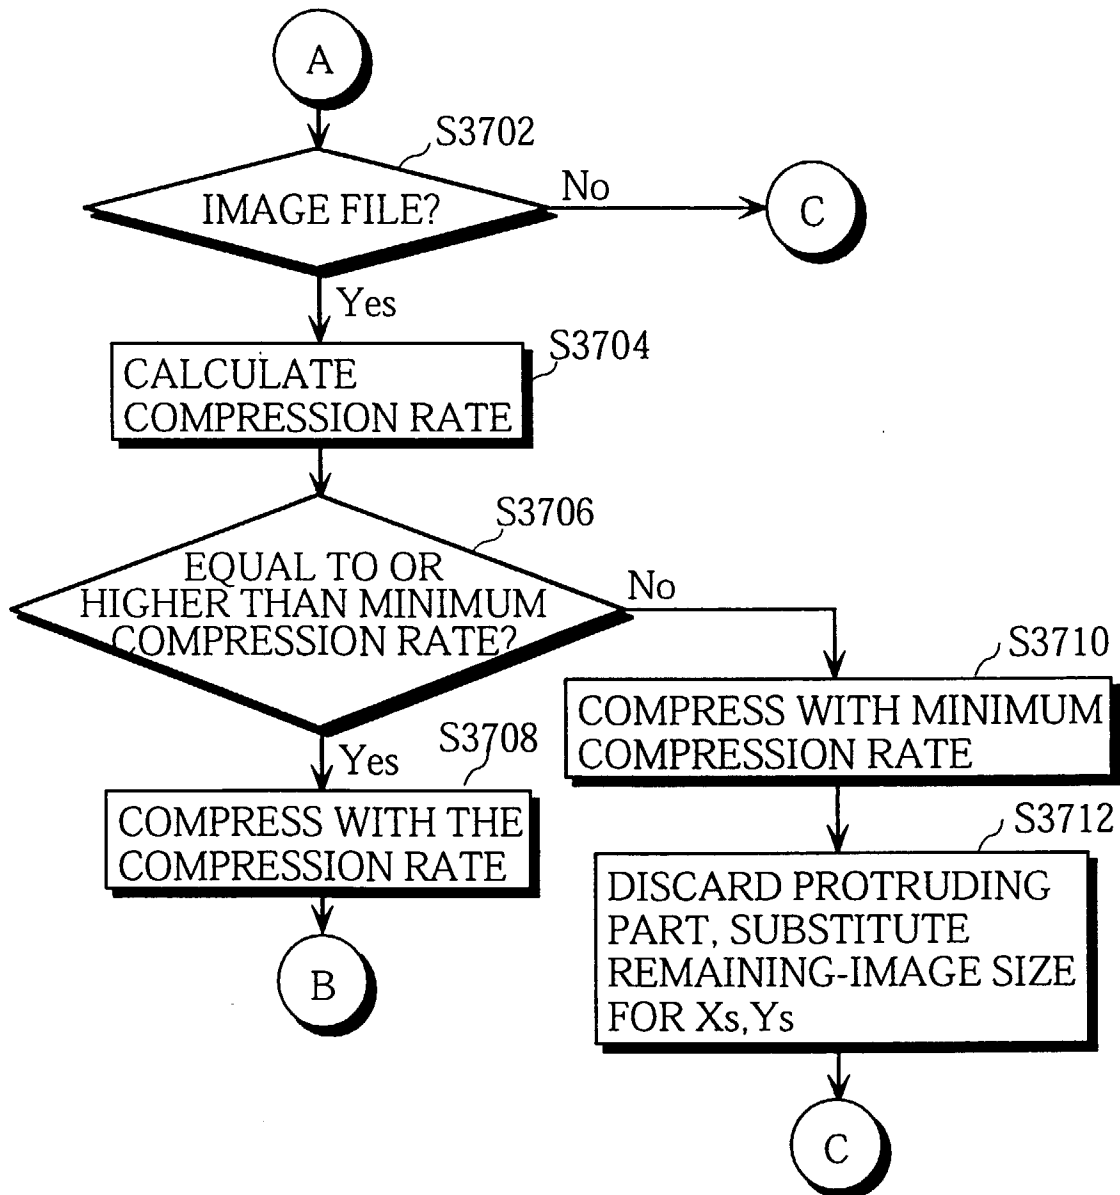 A
S3702
IMAGE FILE?
No
C
Yes
S3704
CALCULATE
COMPRESSION RATE
S3706
EQUAL TO OR
HIGHER THAN MINIMUM
COMPRESSION RATE?
No
S3710
COMPRESS WITH MINIMUM
COMPRESSION RATE
Yes
S3708
COMPRESS WITH THE
COMPRESSION RATE
S3712
DISCARD PROTRUDING
PART, SUBSTITUTE
REMAINING-IMAGE SIZE
FOR Xs,Ys
B
C